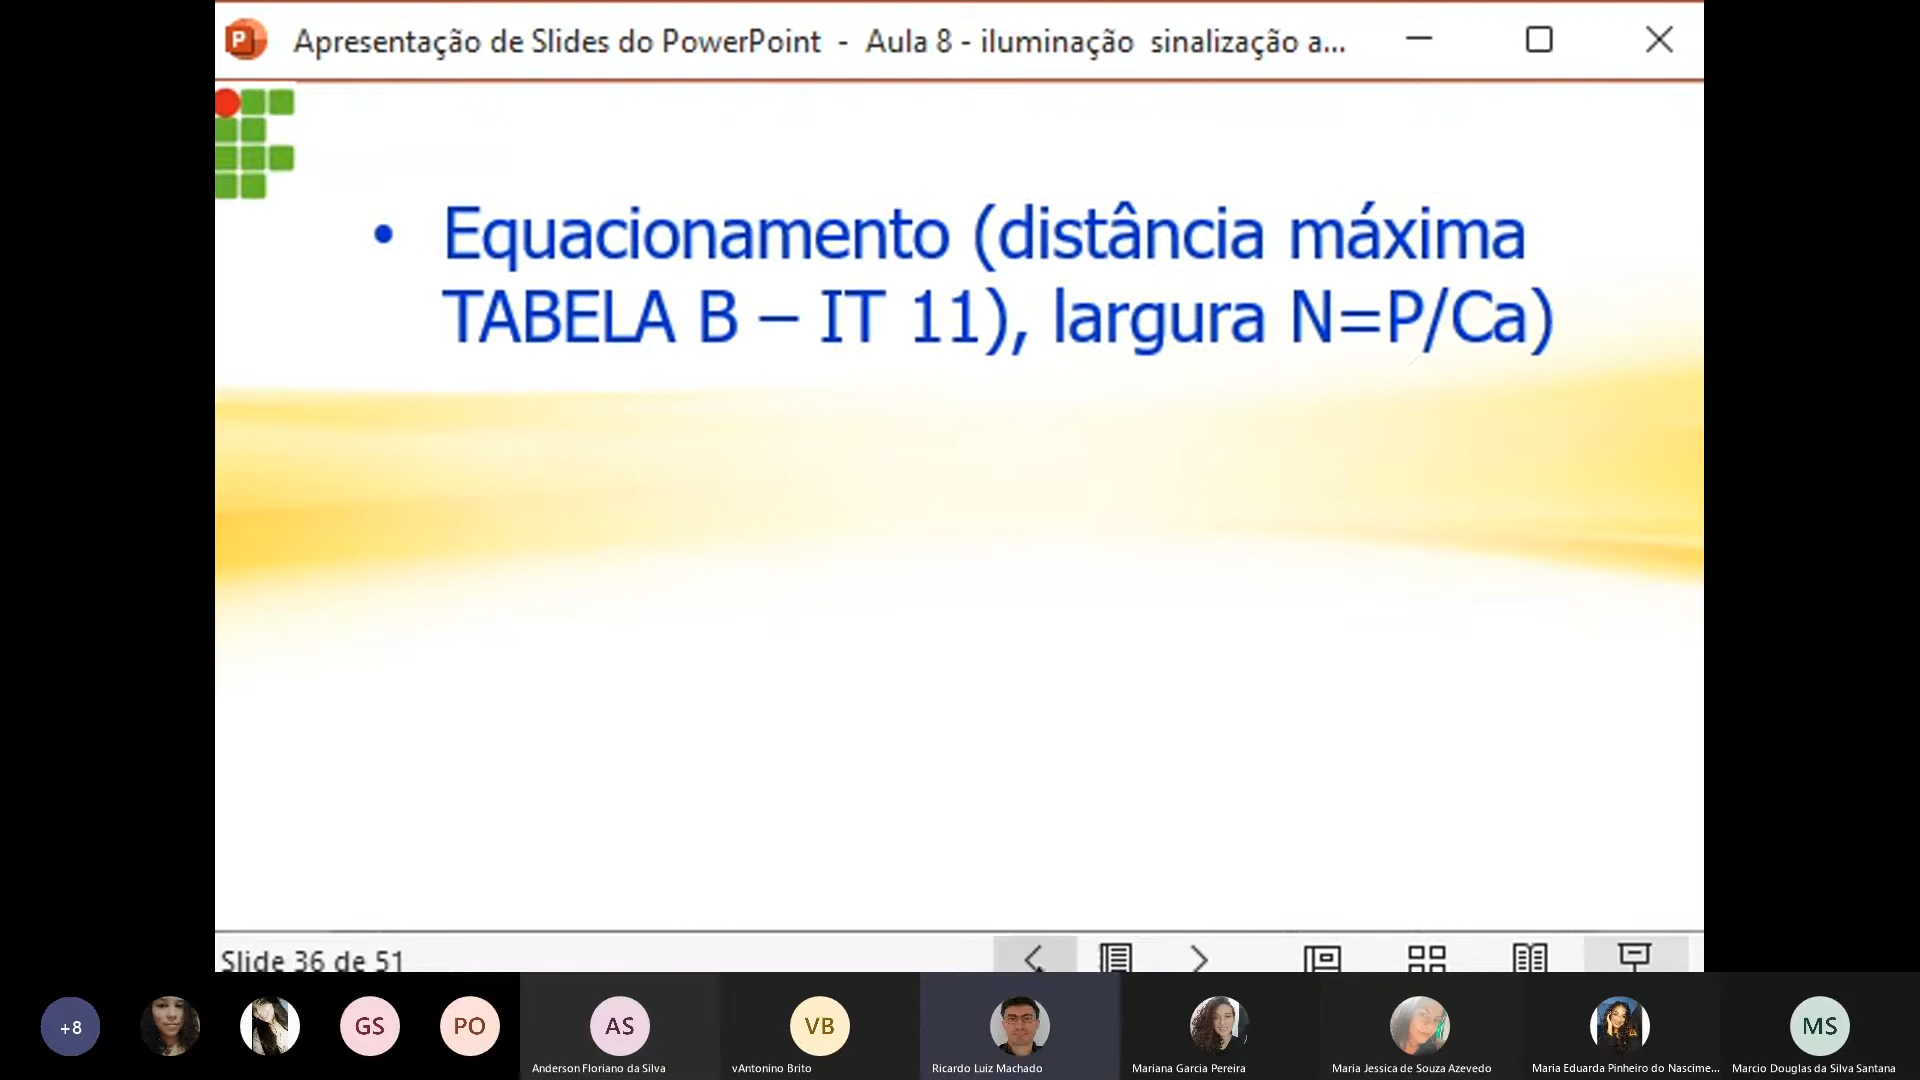 Apresentação de Slides do PowerPoint - Aula 8 - iluminação sinalização a...
• Equacionamento (distância máxima
TABELA B – IT 11), largura N=P/Ca)
Slide 36 de 51
+8
GS
PO
AS
VB
MS
Anderson Floriano da Silva
vAntonino Brito
Ricardo Luiz Machado
Mariana Garcia Pereira
Maria Jessica de Souza Azevedo
Maria Eduarda Pinheiro do Nascime...
Marcio Douglas da Silva Santana